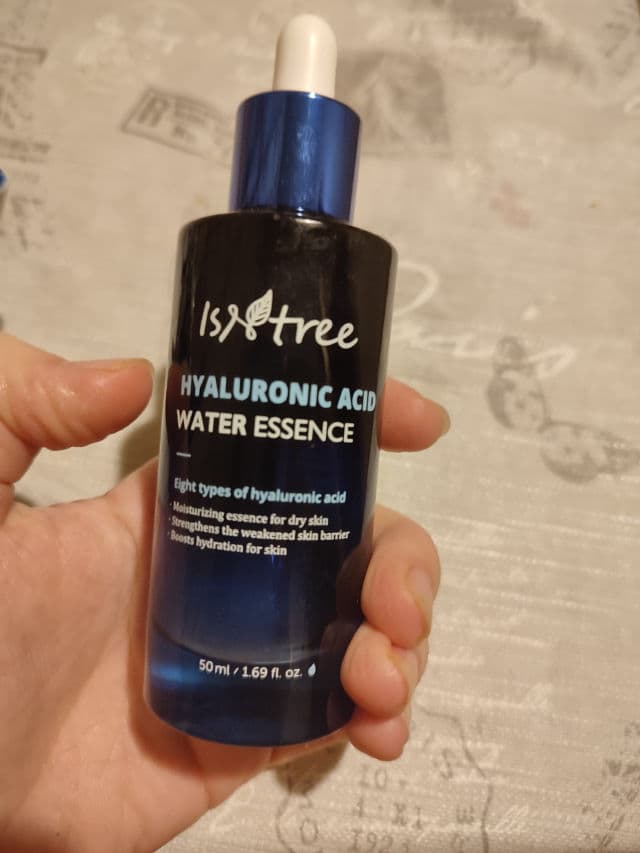 Isntree
HYALURONIC ACID
WATER ESSENCE
Eight types of hyaluronic acid
· Moisturizing essence for dry skin
· Strengthens the weakened skin barrier
· Boosts hydration for skin
50 ml / 1.69 fl. oz.
Paris
R